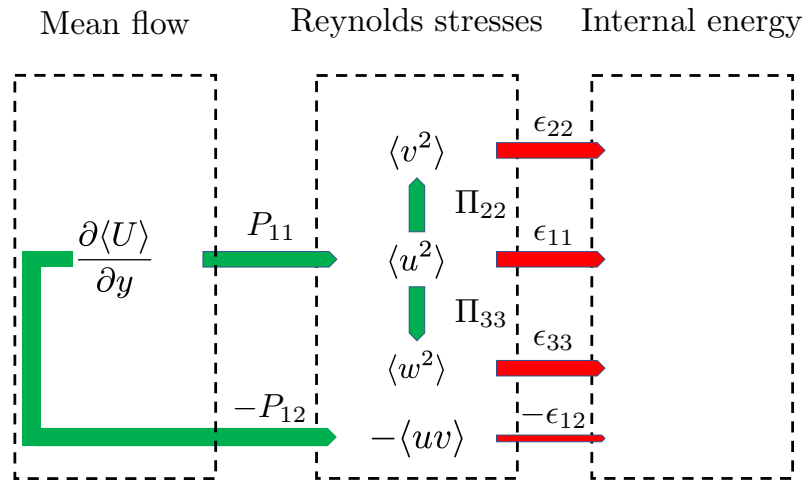 Mean flow
Reynolds stresses
Internal energy
⟨v²⟩
ϵ₂₂
Π₂₂
∂⟨U⟩
∂y
P₁₁
⟨u²⟩
ϵ₁₁
Π₃₃
⟨w²⟩
ϵ₃₃
−P₁₂
−⟨uv⟩
−ϵ₁₂